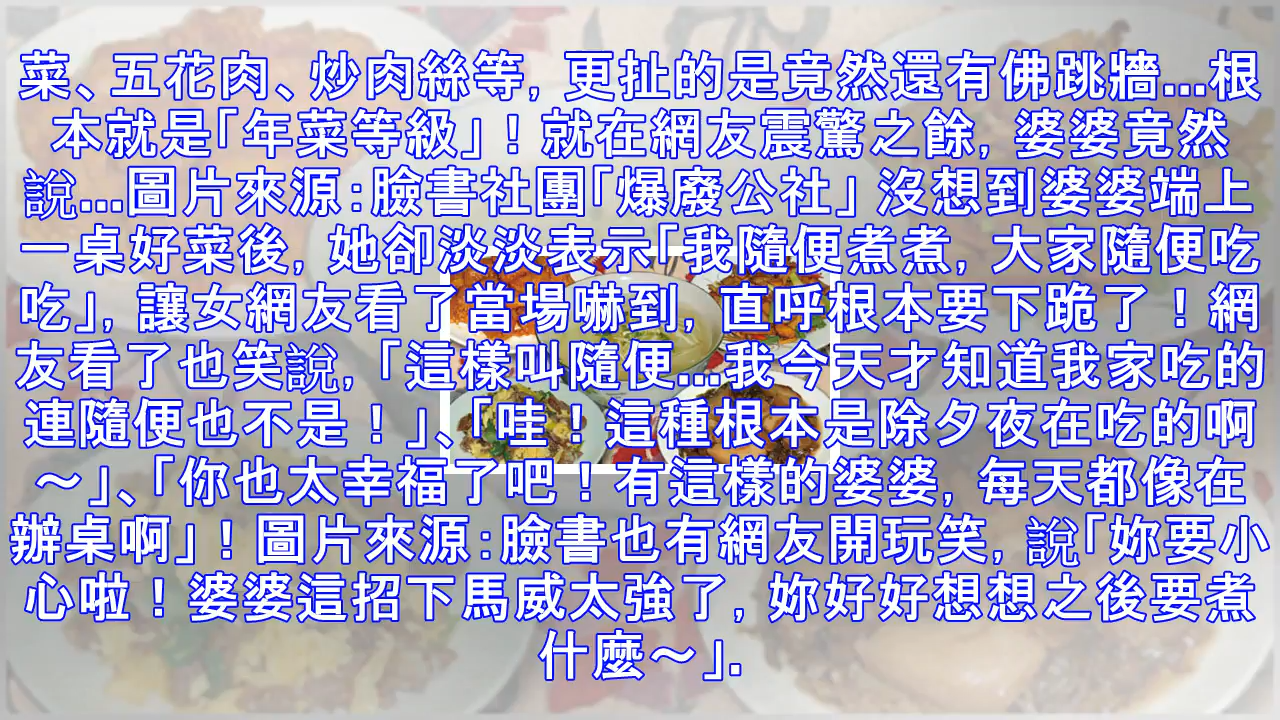 菜、五花肉、炒肉絲等, 更扯的是竟然還有佛跳牆...根
本就是「年菜等級」！就在網友震驚之餘, 婆婆竟然
說...圖片來源:臉書社團「爆廢公社」 沒想到婆婆端上
一桌好菜後, 她卻淡淡表示「我隨便煮煮, 大家隨便吃
吃」, 讓女網友看了當場嚇到, 直呼根本要下跪了！網
友看了也笑說, 「這樣叫隨便...我今天才知道我家吃的
連隨便也不是！」、「哇！這種根本是除夕夜在吃的啊
～」、「你也太幸福了吧！有這樣的婆婆, 每天都像在
辦桌啊」！圖片來源:臉書也有網友開玩笑, 說「妳要小
心啦！婆婆這招下馬威太強了, 妳好好想想之後要煮
什麼～」.